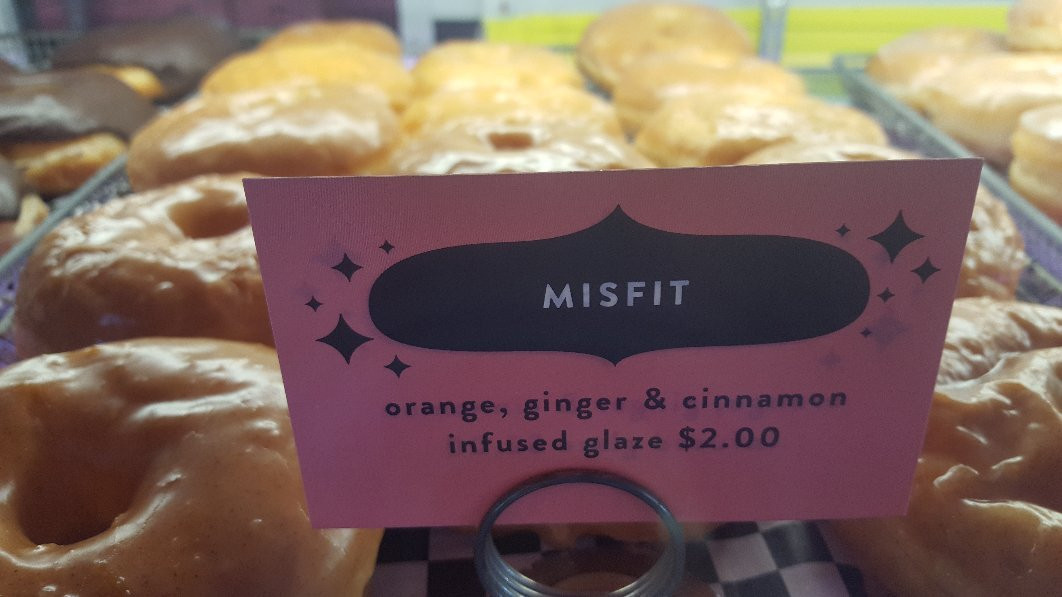 MISFIT
orange, ginger & cinnamon
infused glaze $2.00